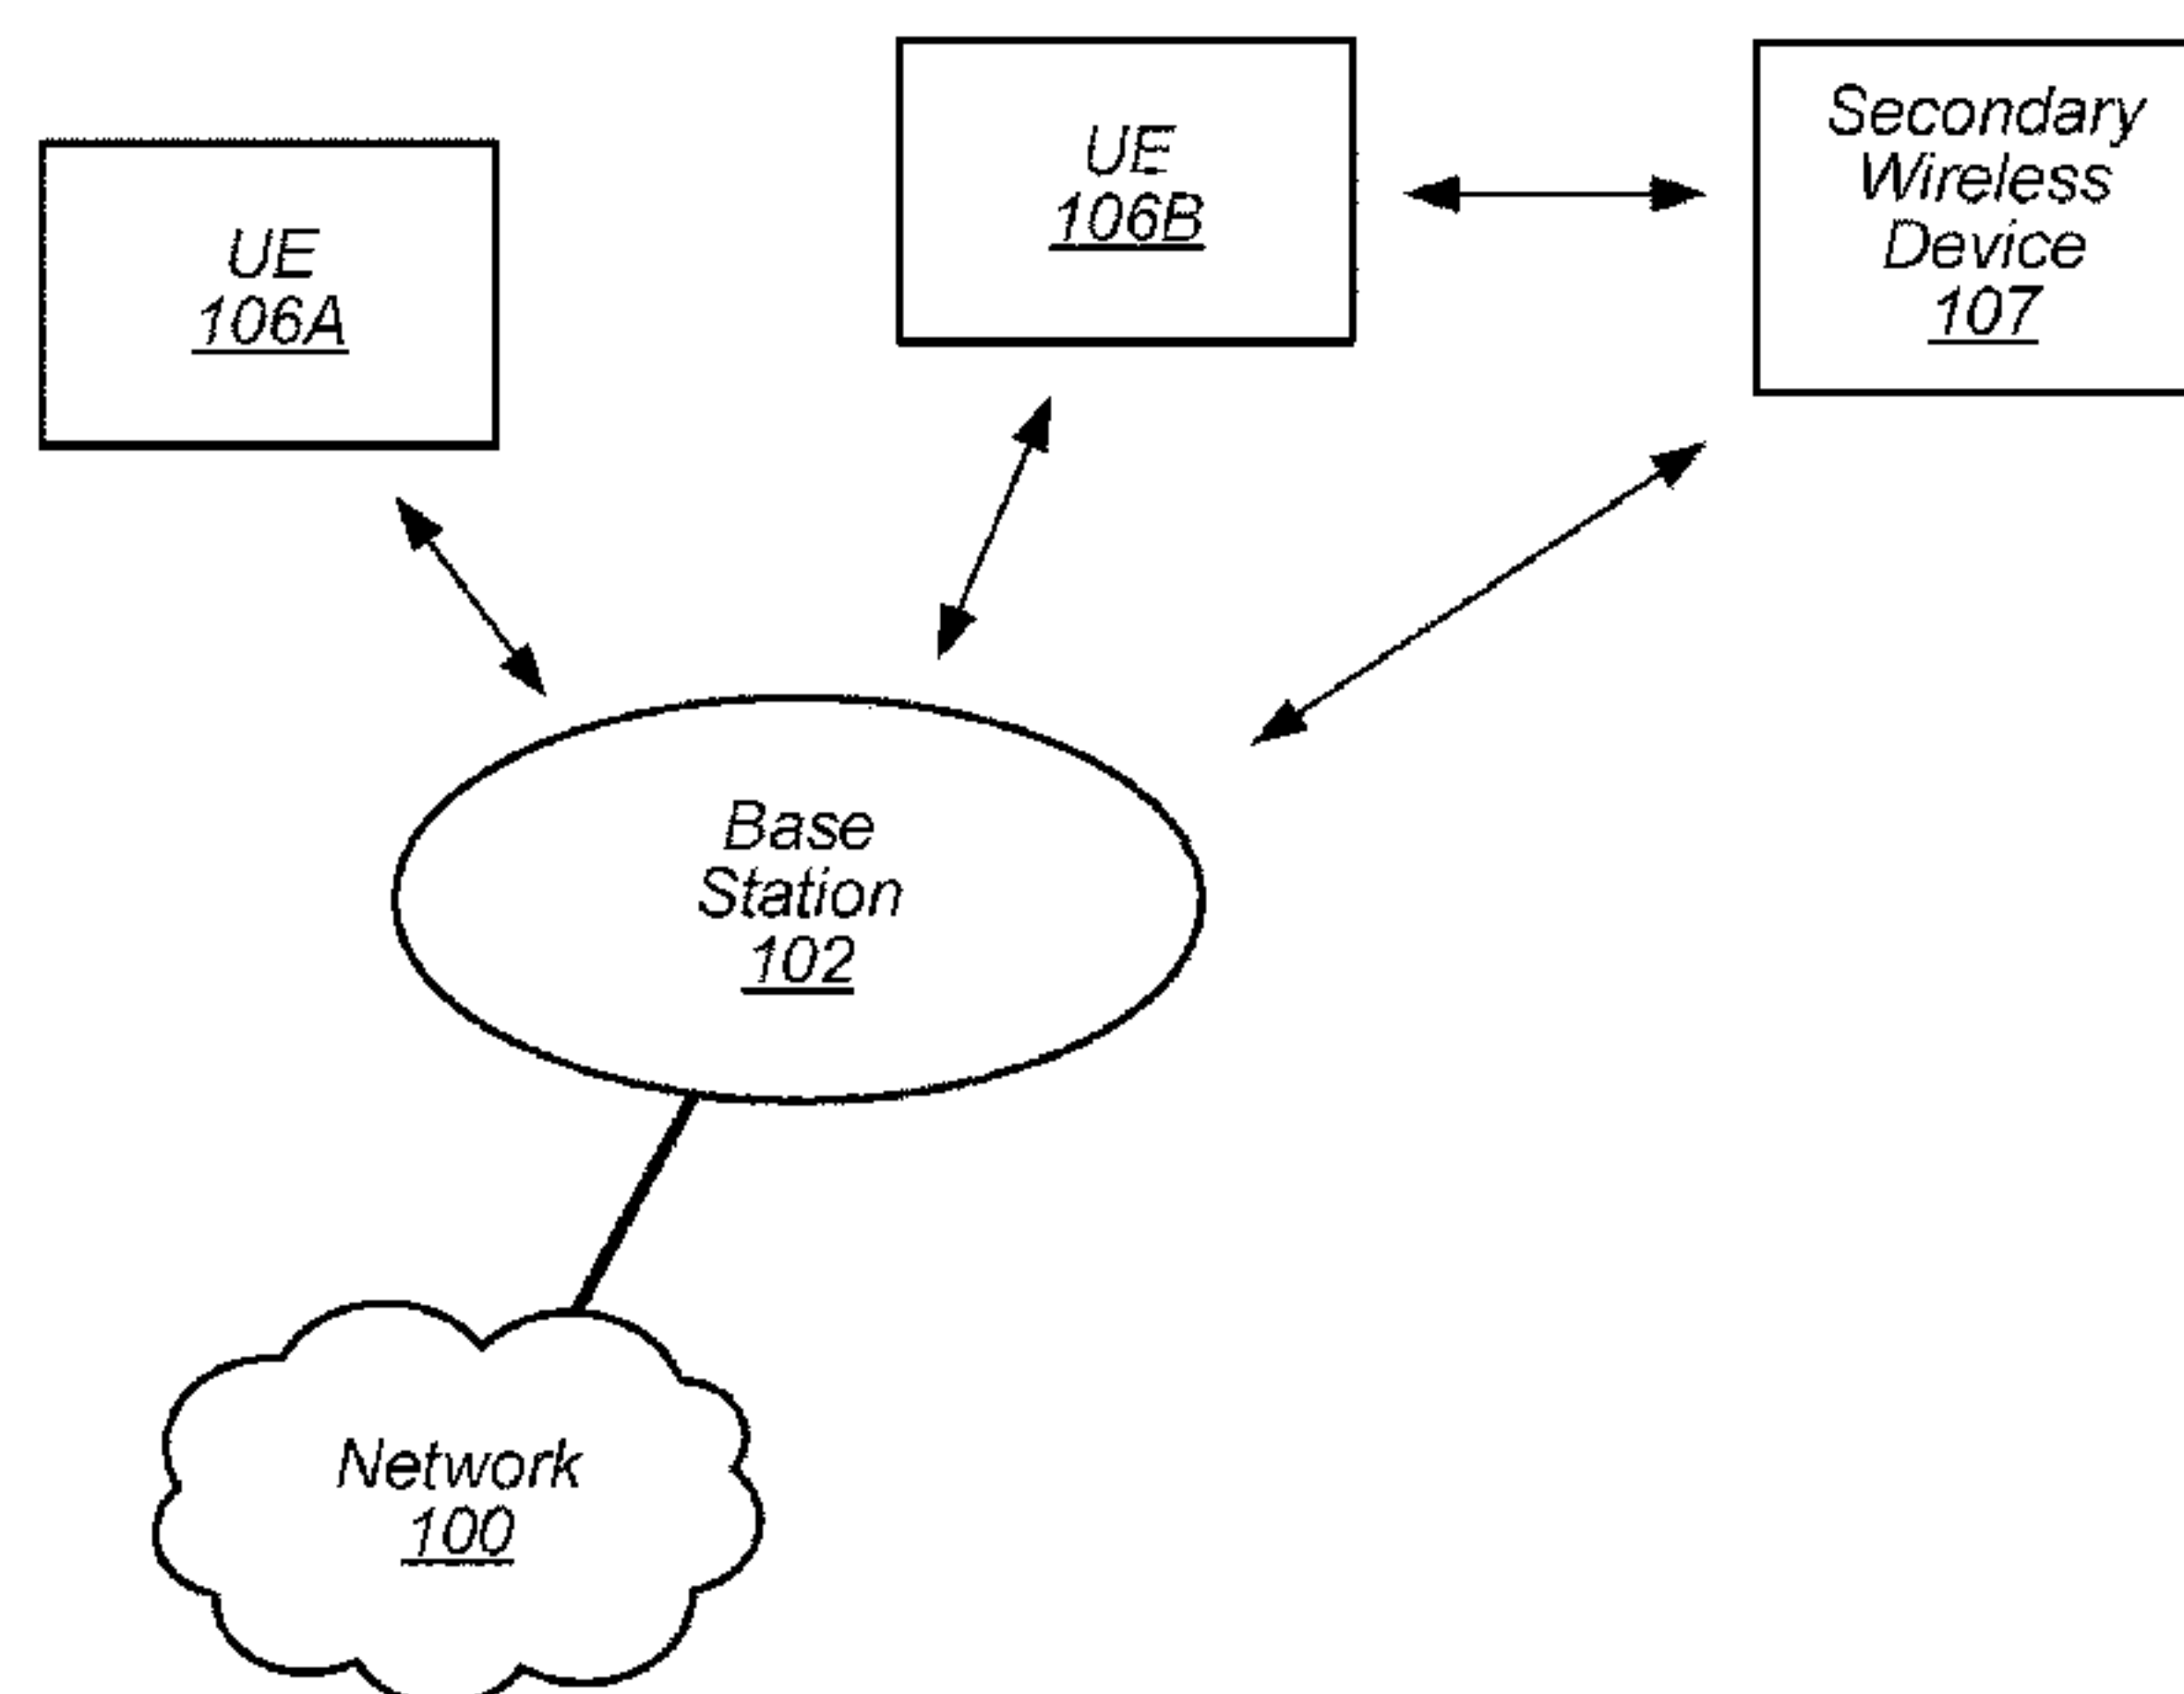 UE
106A
UE
106B
Secondary
Wireless
Device
107
Base
Station
102
Network
100